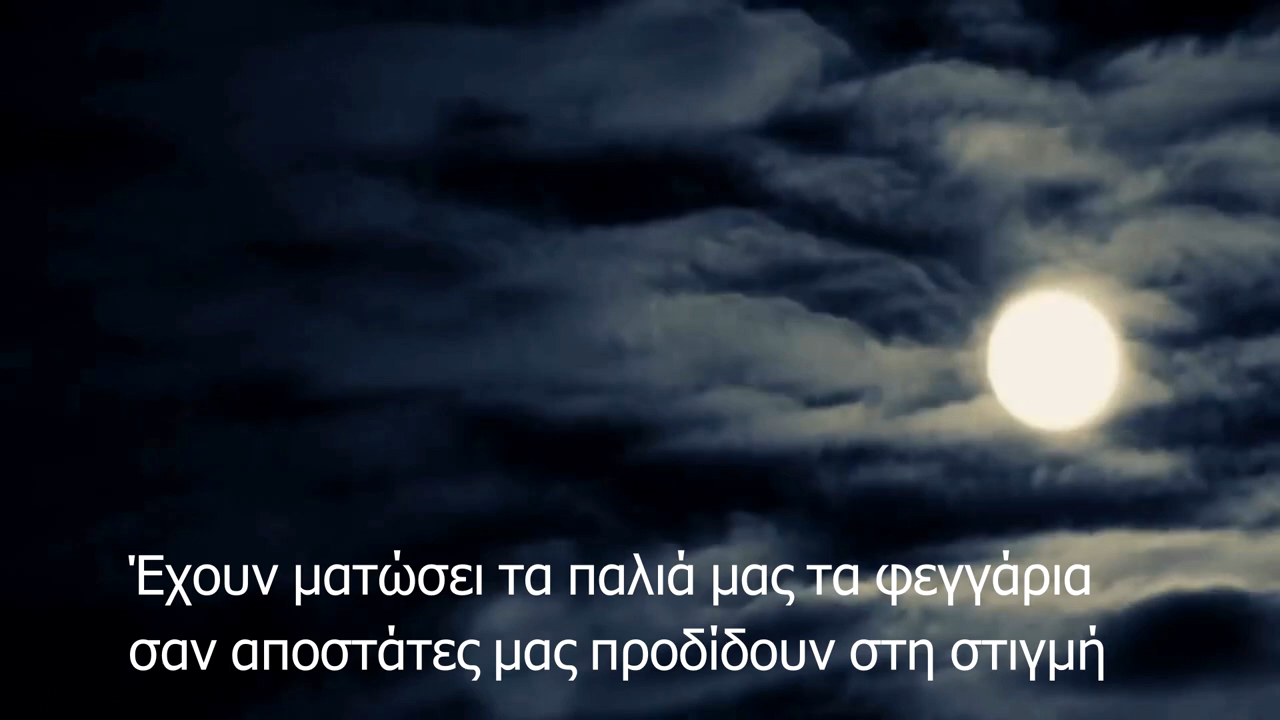 Έχουν ματώσει τα παλιά μας τα φεγγάρια
σαν αποστάτες μας προδίδουν στη στιγμή